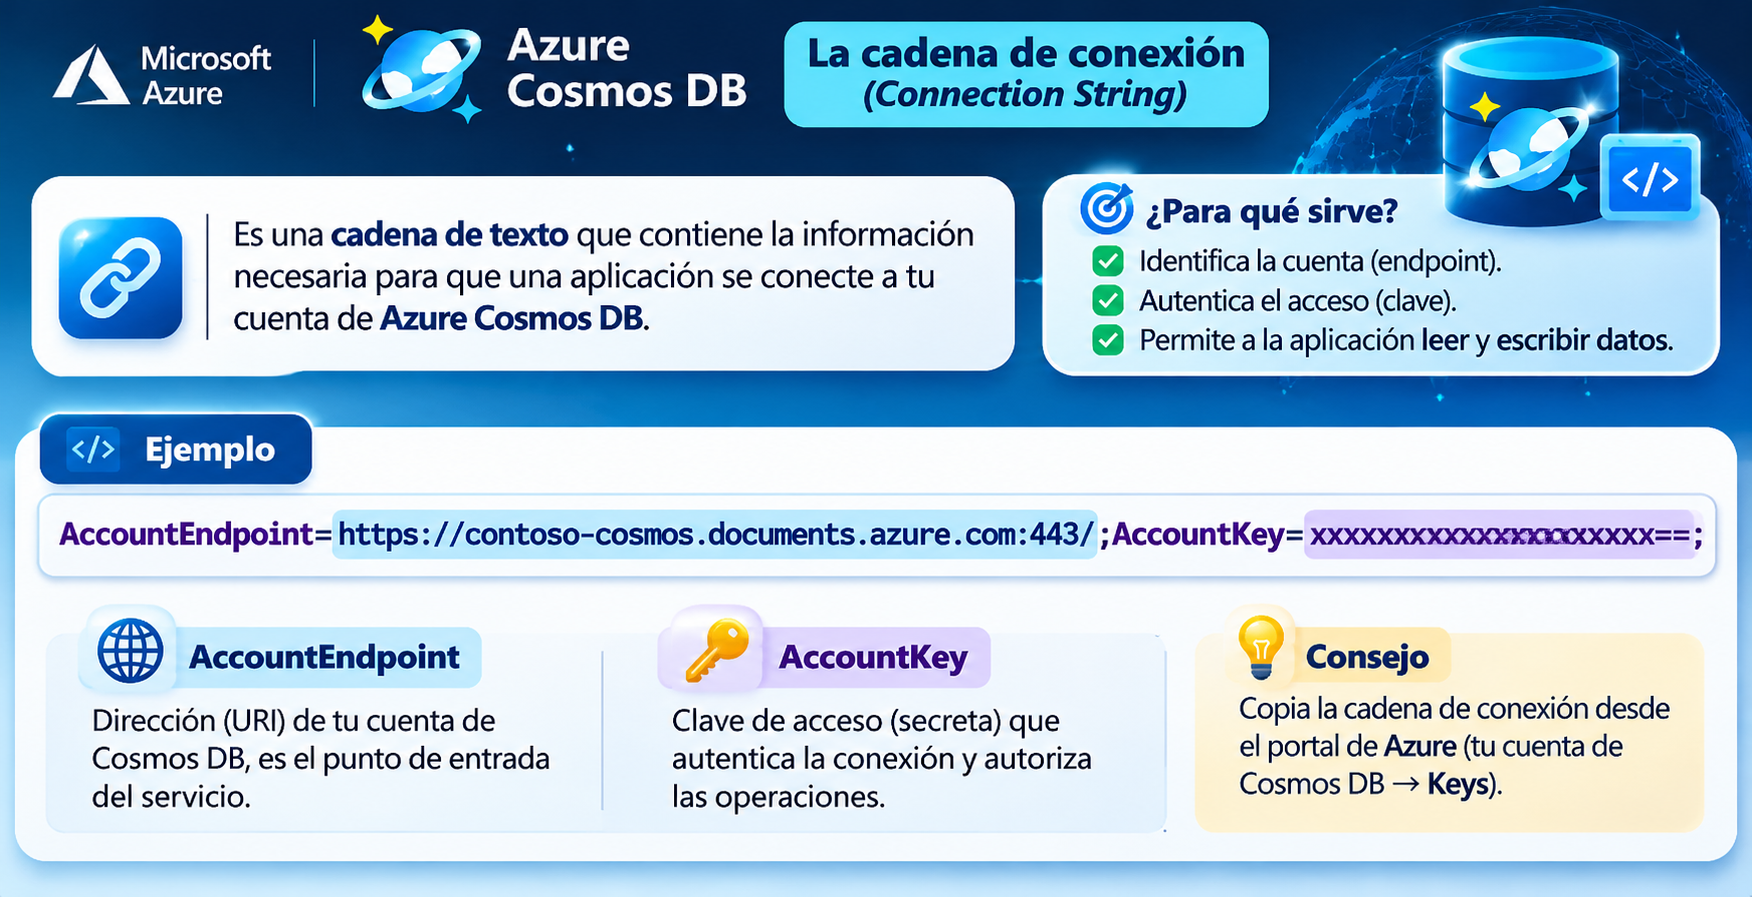 Microsoft
Azure
Azure
Cosmos DB
La cadena de conexión
(Connection String)
</>
Es una cadena de texto que contiene la información
necesaria para que una aplicación se conecte a tu
cuenta de Azure Cosmos DB.
¿Para qué sirve?
Identifica la cuenta (endpoint).
Autentica el acceso (clave).
Permite a la aplicación leer y escribir datos.
</> Ejemplo
AccountEndpoint=https://contoso-cosmos.documents.azure.com:443/;AccountKey=xxxxxxxxxxxxxxxxxxxxx==;
AccountEndpoint
Dirección (URI) de tu cuenta de
Cosmos DB, es el punto de entrada
del servicio.
AccountKey
Clave de acceso (secreta) que
autentica la conexión y autoriza
las operaciones.
Consejo
Copia la cadena de conexión desde
el portal de Azure (tu cuenta de
Cosmos DB → Keys).